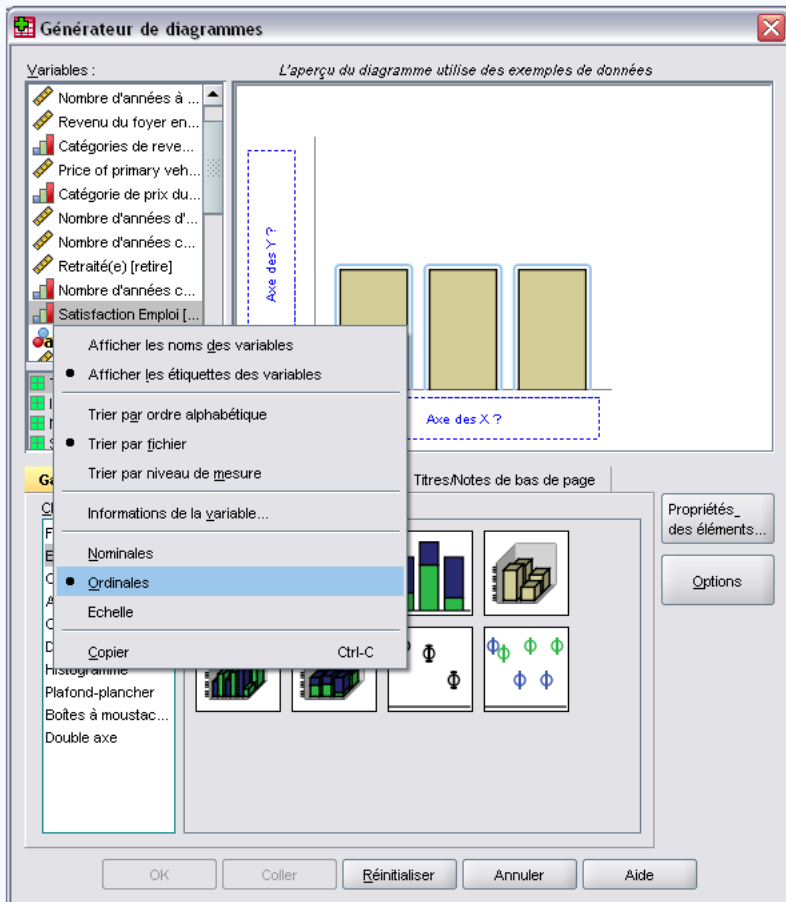 Générateur de diagrammes
Variables :
L'aperçu du diagramme utilise des exemples de données
Nombre d'années à ...
Revenu du foyer en...
Catégories de reve...
Price of primary veh...
Catégorie de prix du...
Nombre d'années d'...
Nombre d'années c...
Retraité(e) [retire]
Nombre d'années c...
Satisfaction Emploi [...
Axe des Y ?
Axe des X ?
Afficher les noms des variables
Afficher les étiquettes des variables
Trier par ordre alphabétique
Trier par fichier
Trier par niveau de mesure
Informations de la variable...
Nominales
Ordinales
Echelle
Copier Ctrl-C
Titres/Notes de bas de page
Histogramme
Plafond-plancher
Boîtes à moustac...
Double axe
Propriétés_
des éléments...
Options
OK Coller Réinitialiser Annuler Aide